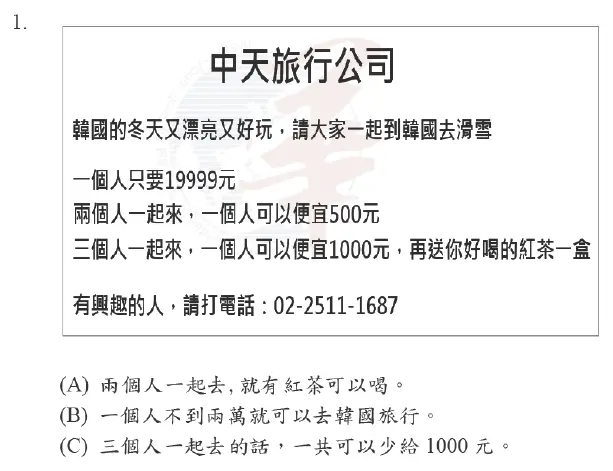 1.
中天旅行公司
韓國的冬天又漂亮又好玩，請大家一起到韓國去滑雪
一個人只要19999元
兩個人一起來，一個人可以便宜500元
三個人一起來，一個人可以便宜1000元，再送你好喝的紅茶一盒
有興趣的人，請打電話：02-2511-1687
(A) 兩個人一起去，就有紅茶可以喝。
(B) 一個人不到兩萬就可以去韓國旅行。
(C) 三個人一起去的話，一共可以少給 1000 元。